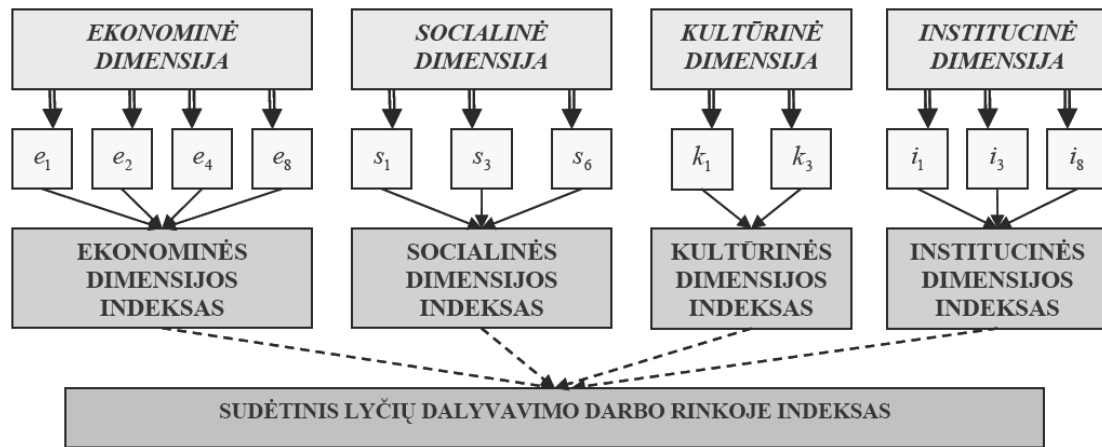 EKONOMINĖ
DIMENSIJA
SOCIALINĖ
DIMENSIJA
KULTŪRINĖ
DIMENSIJA
INSTITUCINĖ
DIMENSIJA
e₁
e₂
e₄
e₈
s₁
s₃
s₆
k₁
k₃
i₁
i₃
i₈
EKONOMINĖS
DIMENSIJOS
INDEKSAS
SOCIALINĖS
DIMENSIJOS
INDEKSAS
KULTŪRINĖS
DIMENSIJOS
INDEKSAS
INSTITUCINĖS
DIMENSIJOS
INDEKSAS
SUDĖTINIS LYČIŲ DALYVAVIMO DARBO RINKOJE INDEKSAS